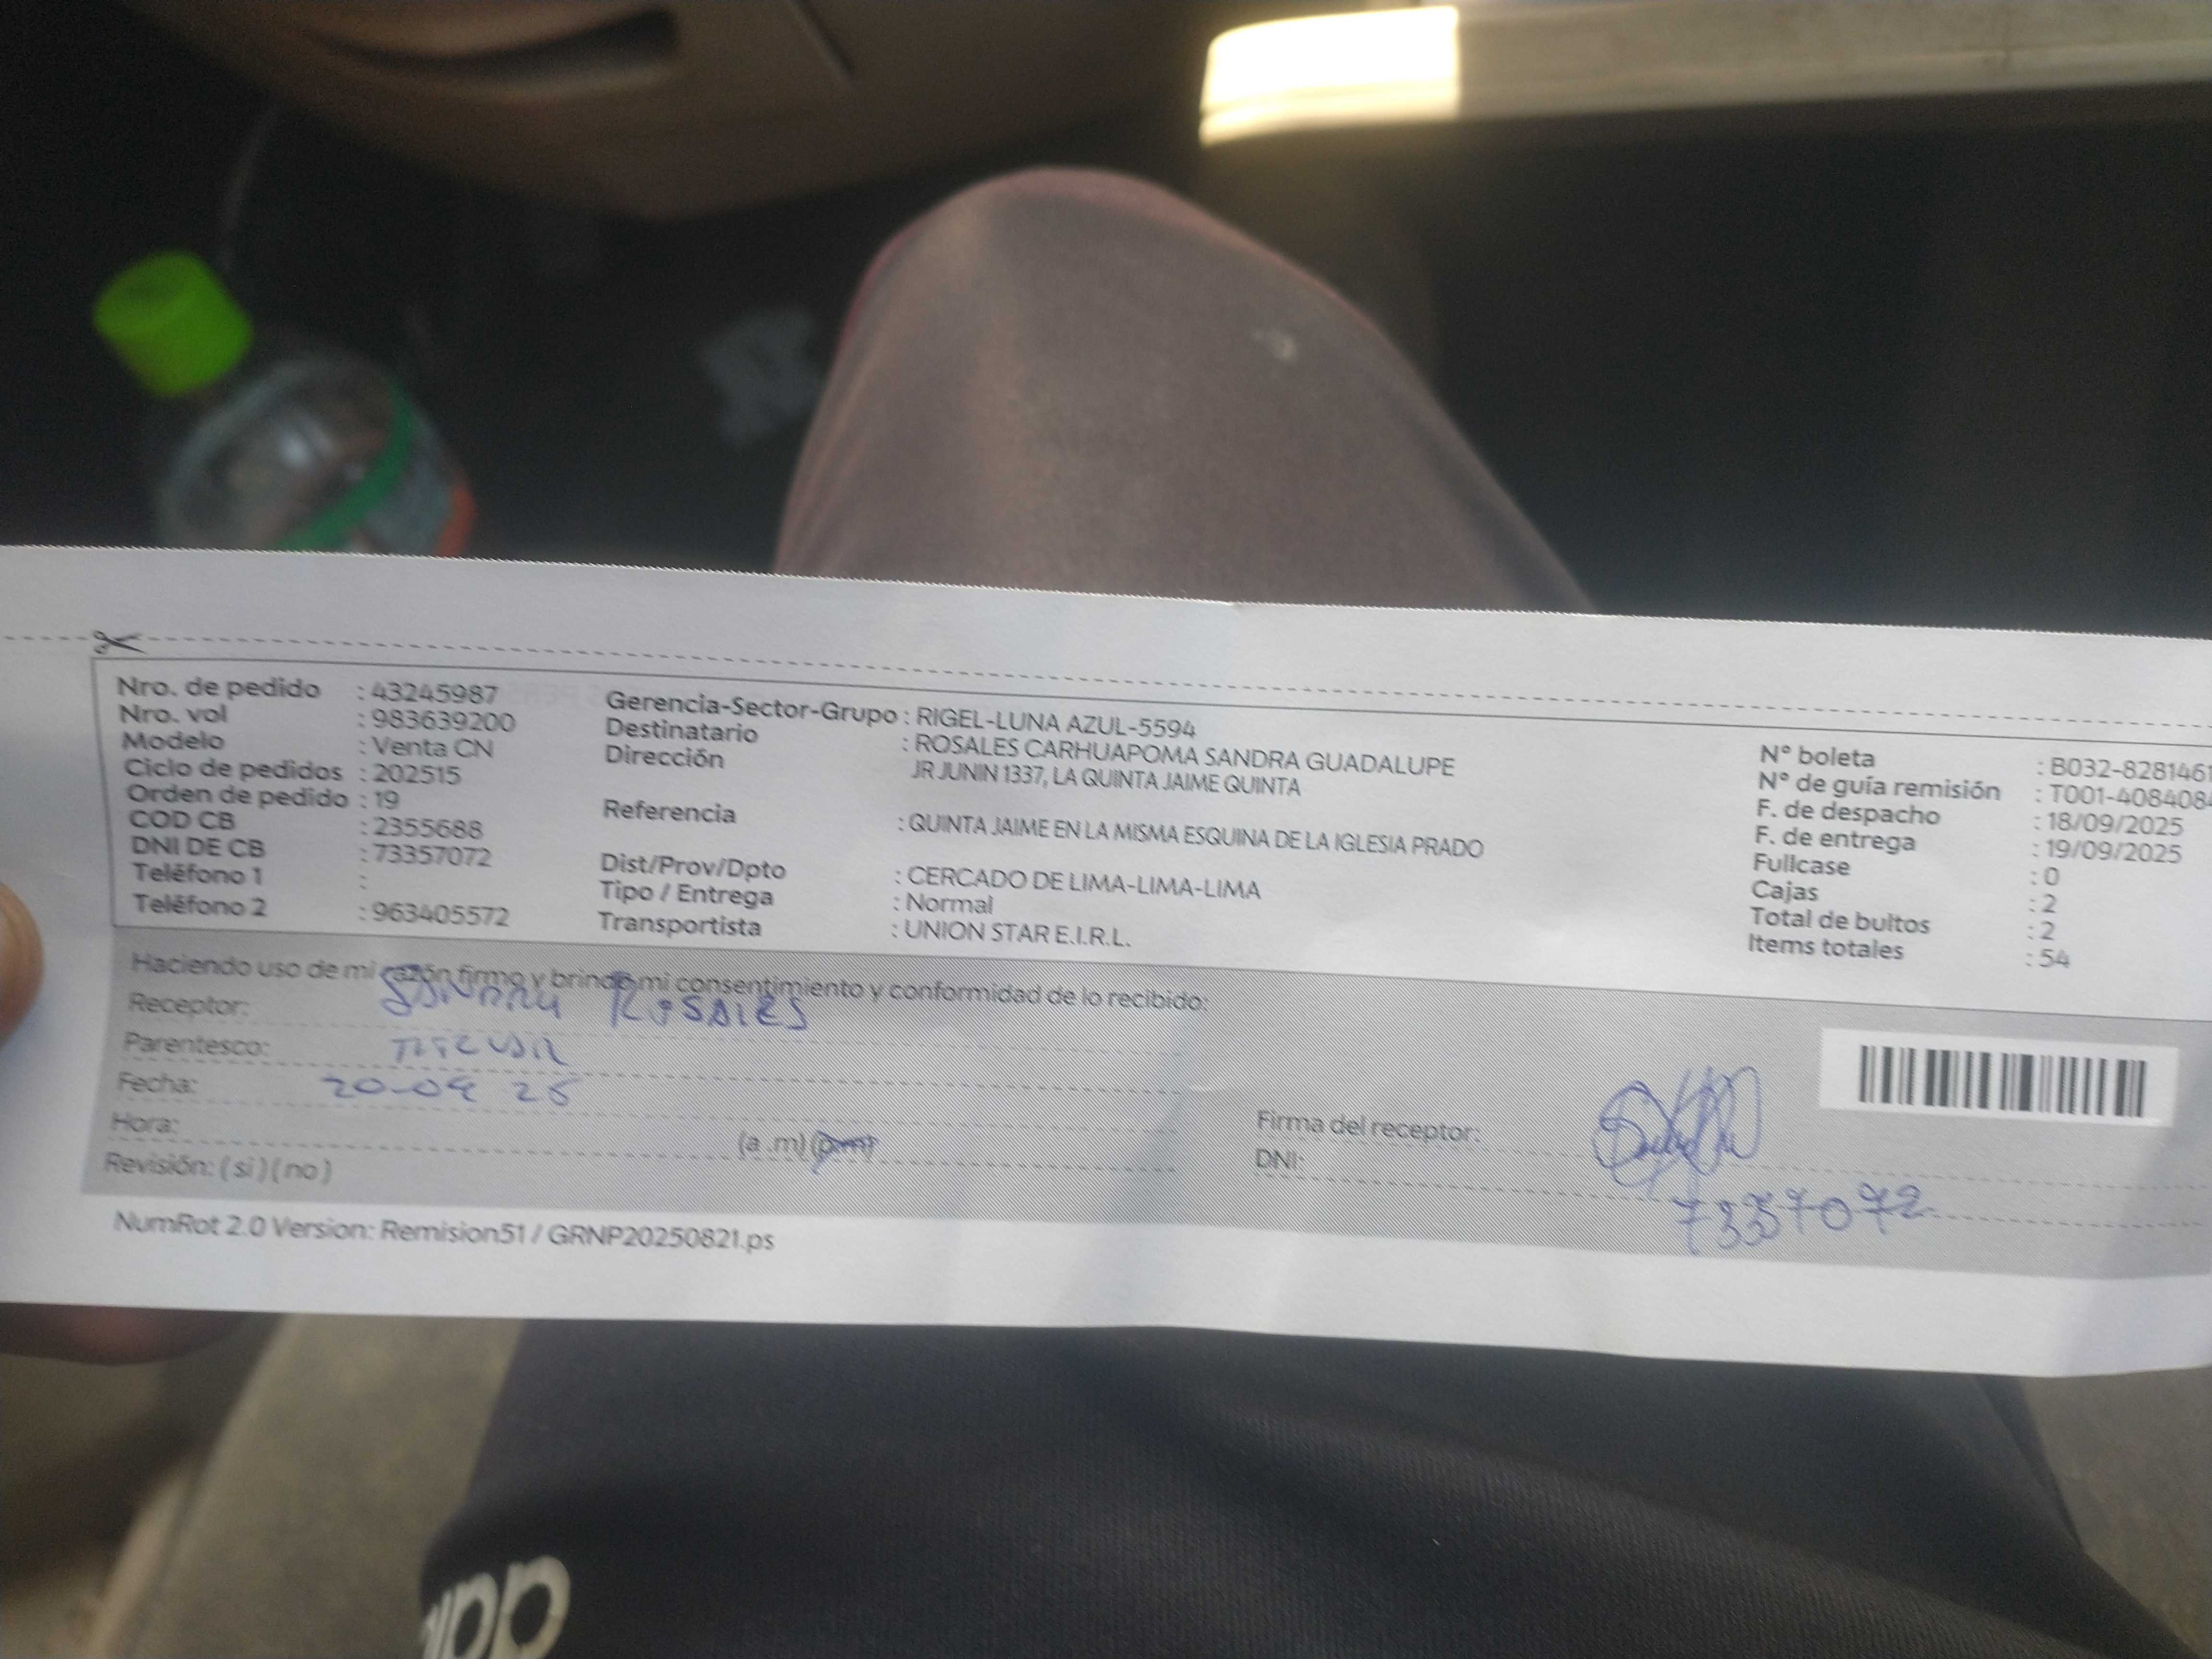 Nro. de pedido : 43245987
Nro. vol : 983639200
Modelo : Venta CN
Ciclo de pedidos : 202515
Orden de pedido : 19
COD CB : 2355688
DNI DE CB : 73357072
Teléfono 1 :
Teléfono 2 : 963405572
Gerencia-Sector-Grupo : RIGEL-LUNA AZUL-5594
Destinatario : ROSALES CARHUAPOMA SANDRA GUADALUPE
Dirección JR JUNIN 1337, LA QUINTA JAIME QUINTA
Referencia : QUINTA JAIME EN LA MISMA ESQUINA DE LA IGLESIA PRADO
Dist/Prov/Dpto : CERCADO DE LIMA-LIMA-LIMA
Tipo / Entrega : Normal
Transportista : UNION STAR E.I.R.L.
N° boleta : B032-8281461
N° de guía remisión : T001-4084084
F. de despacho : 18/09/2025
F. de entrega : 19/09/2025
Fullcase : 0
Cajas : 2
Total de bultos : 2
Items totales : 54
Haciendo uso de mi razón firmo y brindo mi consentimiento y conformidad de lo recibido:
Receptor: SANDRA ROSALES
Parentesco:
Fecha: 20-09 25
Hora: (a .m) (p.m)
Revisión: ( si ) ( no )
Firma del receptor:
DNI: 73357072
NumRot 2.0 Version: Remision51 / GRNP20250821.ps